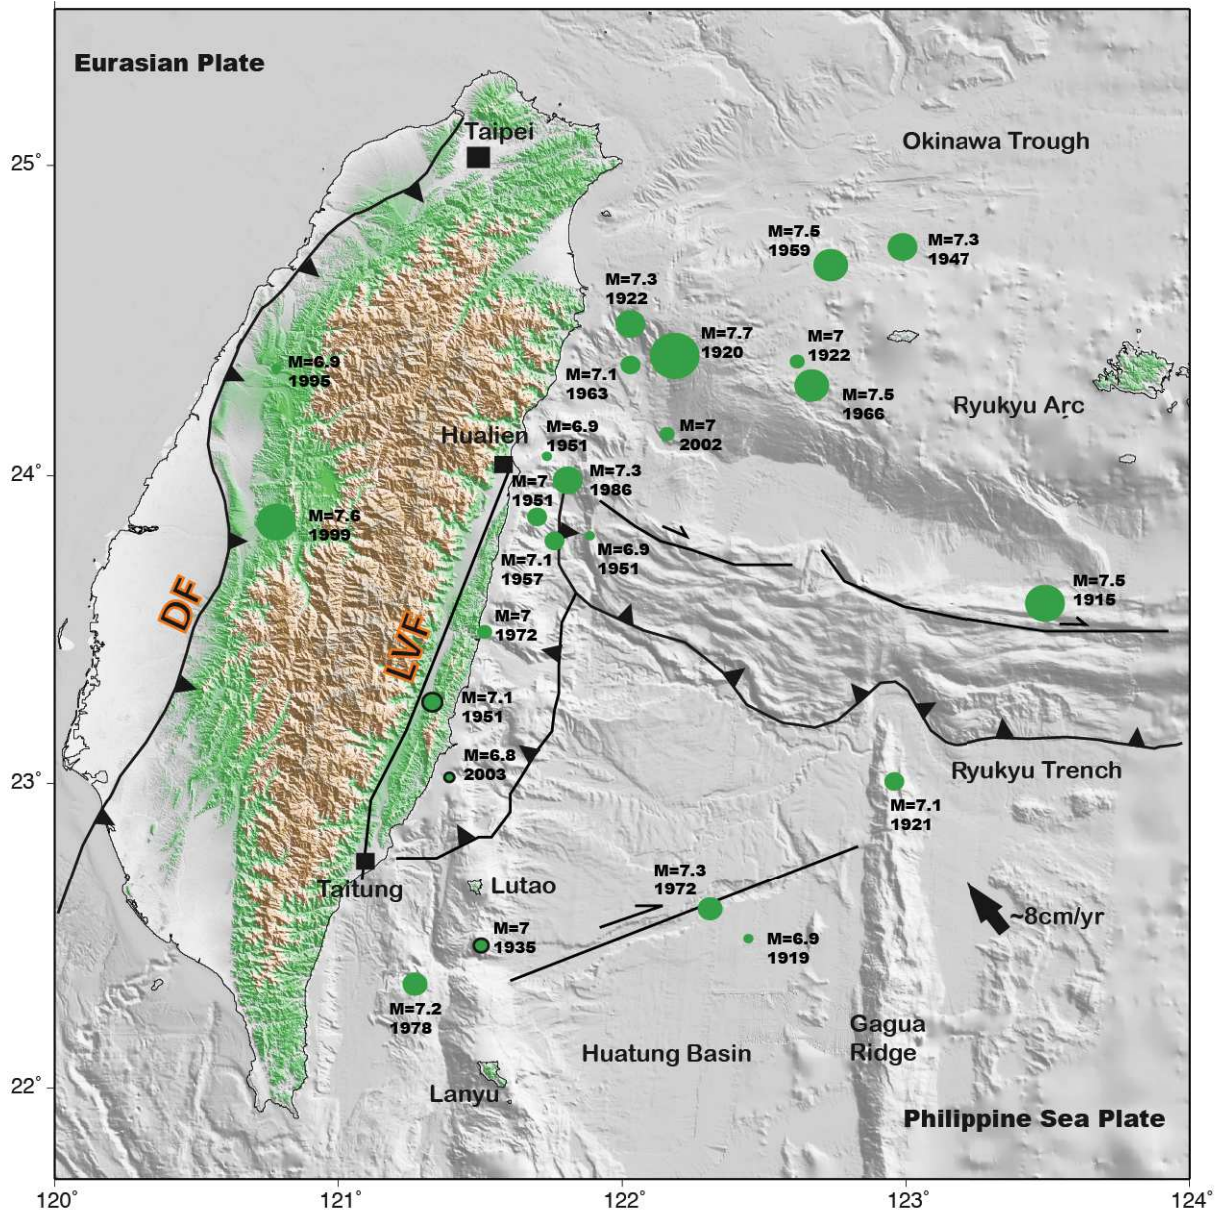 Eurasian Plate
Taipei
Okinawa Trough
25°
M=7.5
1959
M=7.3
1947
M=7.3
1922
M=7.7
1920
M=7
1922
M=6.9
1995
M=7.1
1963
M=7.5
1966
Ryukyu Arc
Hualien
M=6.9
1951
M=7
2002
24°
M=7.3
1986
M=7
1951
M=7.6
1999
M=7.1
1957
M=6.9
1951
M=7.5
1915
DF
LVF
M=7
1972
M=7.1
1951
M=6.8
2003
23°
Ryukyu Trench
M=7.1
1921
Taitung
Lutao
M=7.3
1972
~8cm/yr
M=7
1935
M=6.9
1919
M=7.2
1978
Gagua
Ridge
Huatung Basin
22°
Lanyu
Philippine Sea Plate
120°
121°
122°
123°
124°